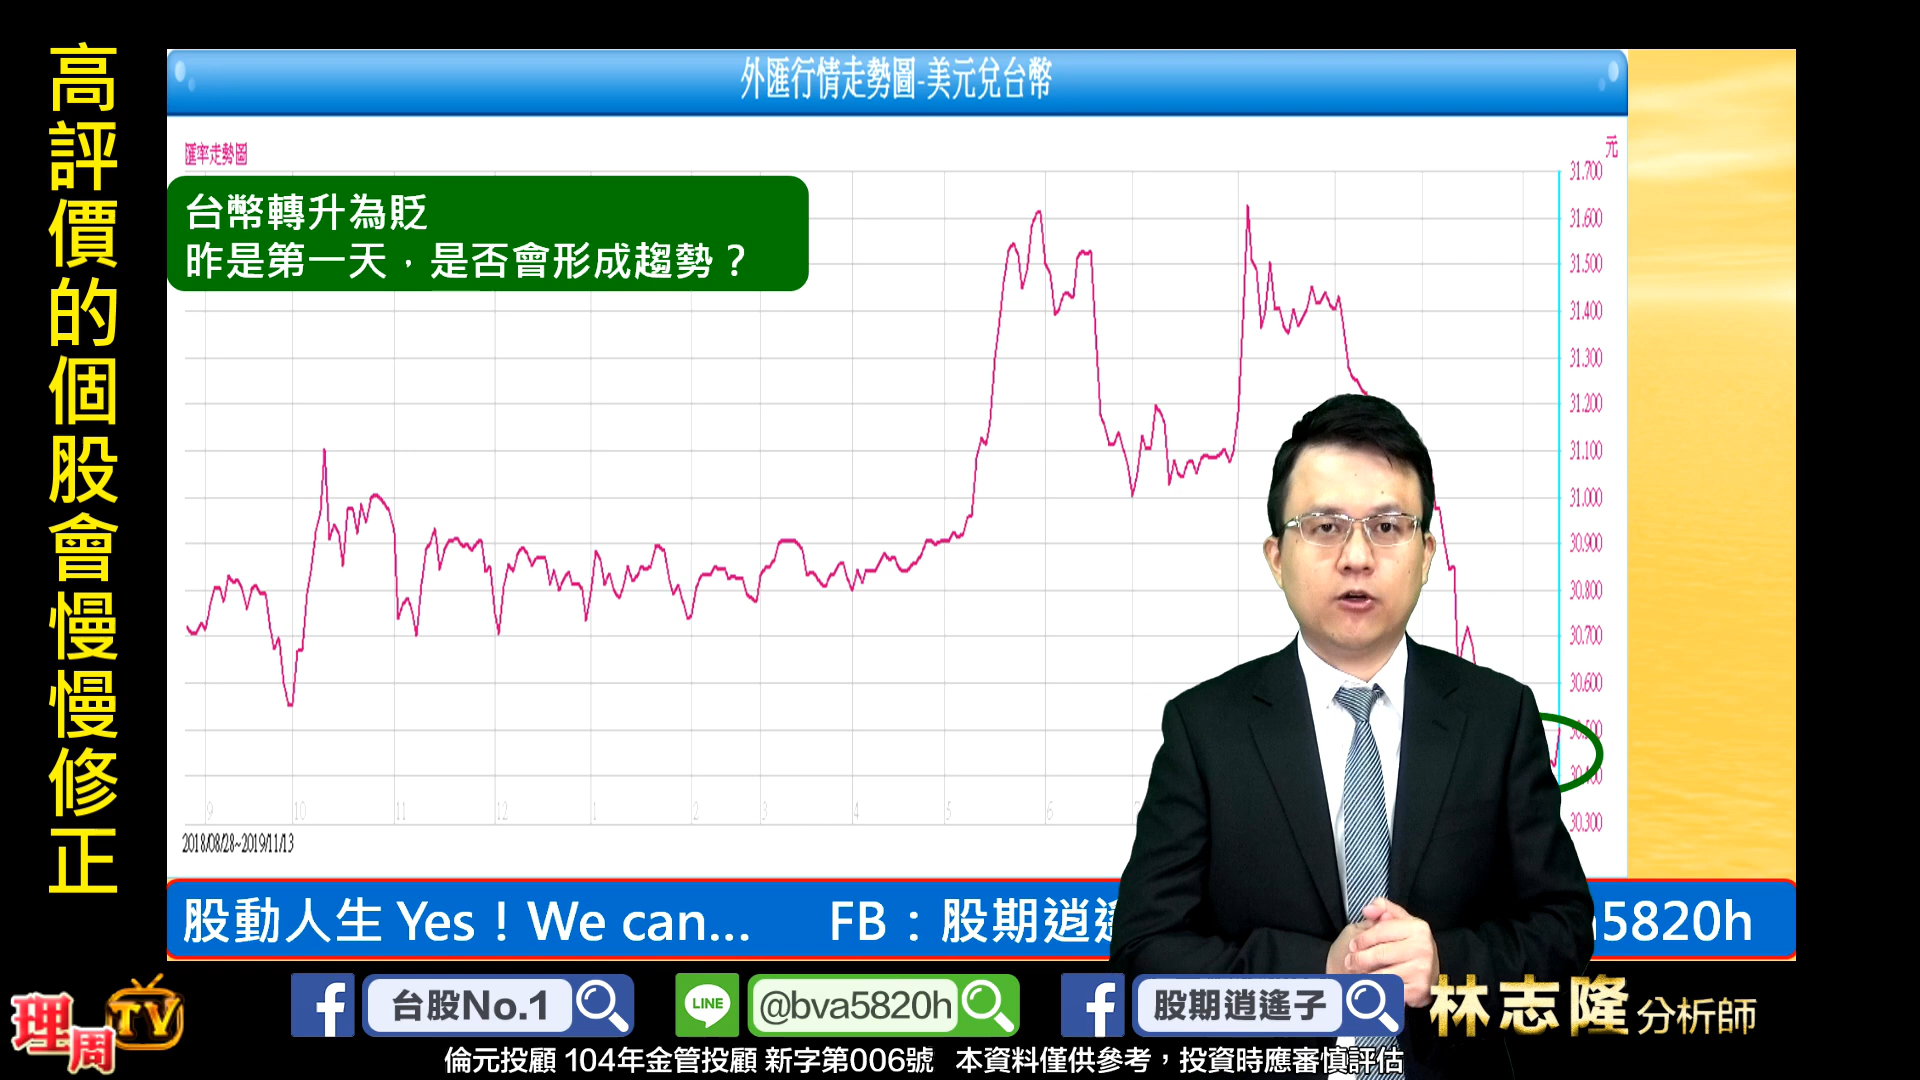 高評價的個股會慢慢修正
外匯行情走勢圖-美元兌台幣
匯率走勢圖
元
台幣轉升為貶
昨是第一天，是否會形成趨勢？
31.700
31.600
31.500
31.400
31.300
31.200
31.100
31.000
30.900
30.800
30.700
30.600
30.500
30.400
30.300
9 10 11 12 1 2 3 4 5 6
2018/08/28~2019/11/13
股動人生 Yes！We can... FB：股期逍遙 5820h
理周TV
台股No.1
LINE
@bva5820h
股期逍遙子
林志隆 分析師
倫元投顧 104年金管投顧 新字第006號 本資料僅供參考，投資時應審慎評估